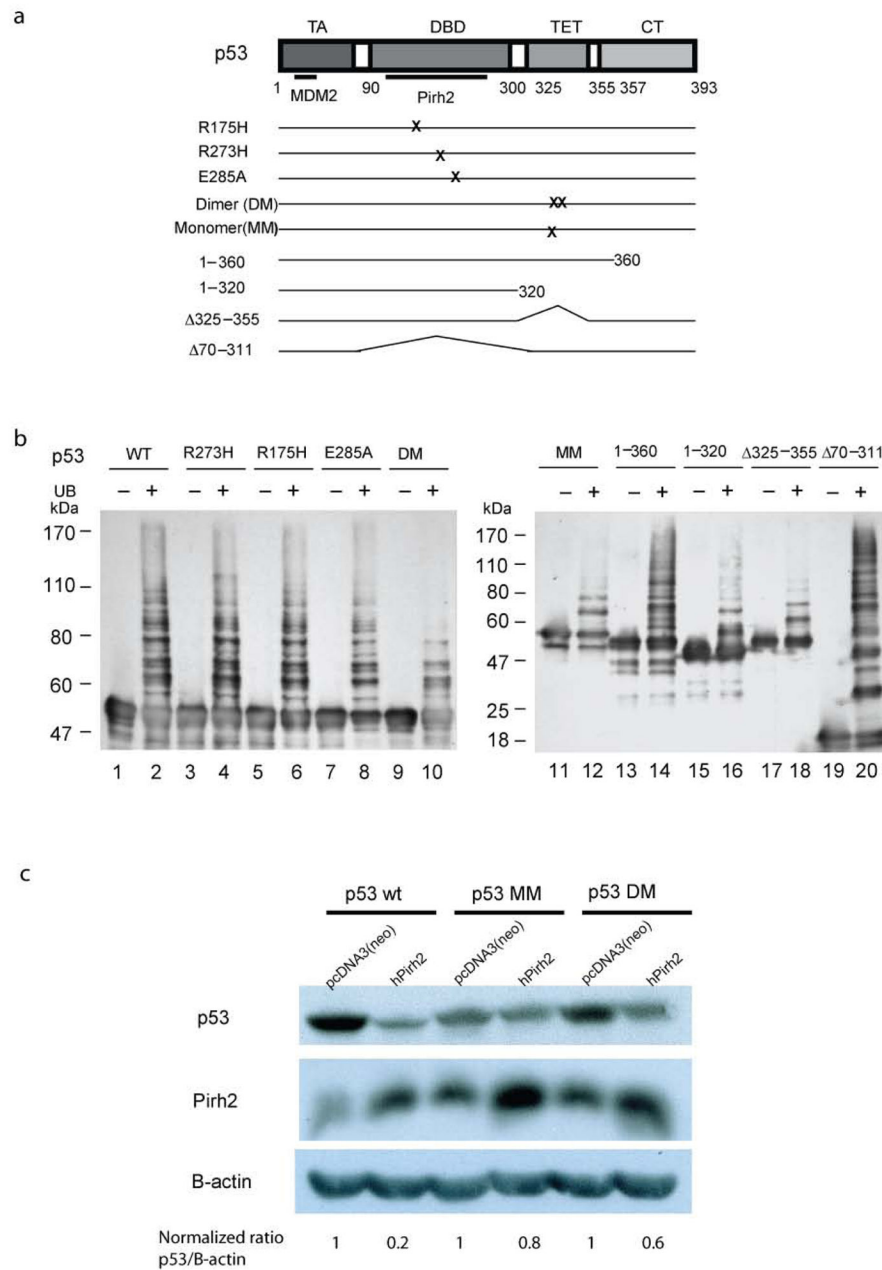 a
TA DBD TET CT
p53
1 MDM2 90 Pirh2 300 325 355 357 393
R175H x
R273H x
E285A x
Dimer (DM) xx
Monomer(MM) x
1–360 360
1–320 320
Δ325–355
Δ70–311
b
p53 WT R273H R175H E285A DM
UB – + – + – + – + – +
kDa
170 –
110 –
80 –
60 –
47 –
1 2 3 4 5 6 7 8 9 10
MM 1–360 1–320 Δ325–355 Δ70–311
– + – + – + – + – +
kDa
170 –
110 –
80 –
60 –
47 –
25 –
18 –
11 12 13 14 15 16 17 18 19 20
c
p53 wt p53 MM p53 DM
pcDNA3(neo) hPirh2 pcDNA3(neo) hPirh2 pcDNA3(neo) hPirh2
p53
Pirh2
B-actin
Normalized ratio
p53/B-actin 1 0.2 1 0.8 1 0.6